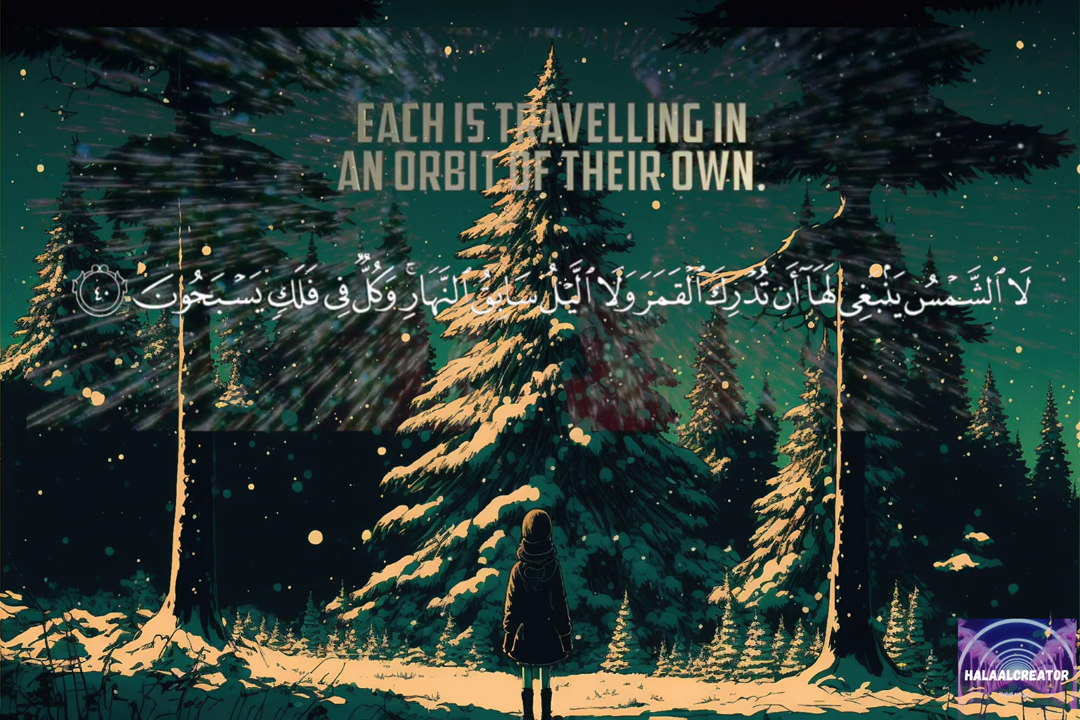 EACH IS TRAVELLING IN
AN ORBIT OF THEIR OWN.
لَا ٱلشَّمْسُ يَنۢبَغِى لَهَآ أَن تُدْرِكَ ٱلْقَمَرَ وَلَا ٱلَّيْلُ سَابِقُ ٱلنَّهَارِ ۚ وَكُلٌّ فِى فَلَكٍ يَسْبَحُونَ ٤٠
HALAALCREATOR